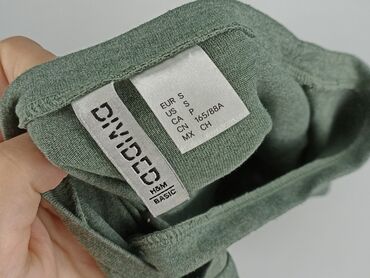 DIVIDED
H&M
BASIC
EUR S
US S
CA P
CN 165/88A
MX CH